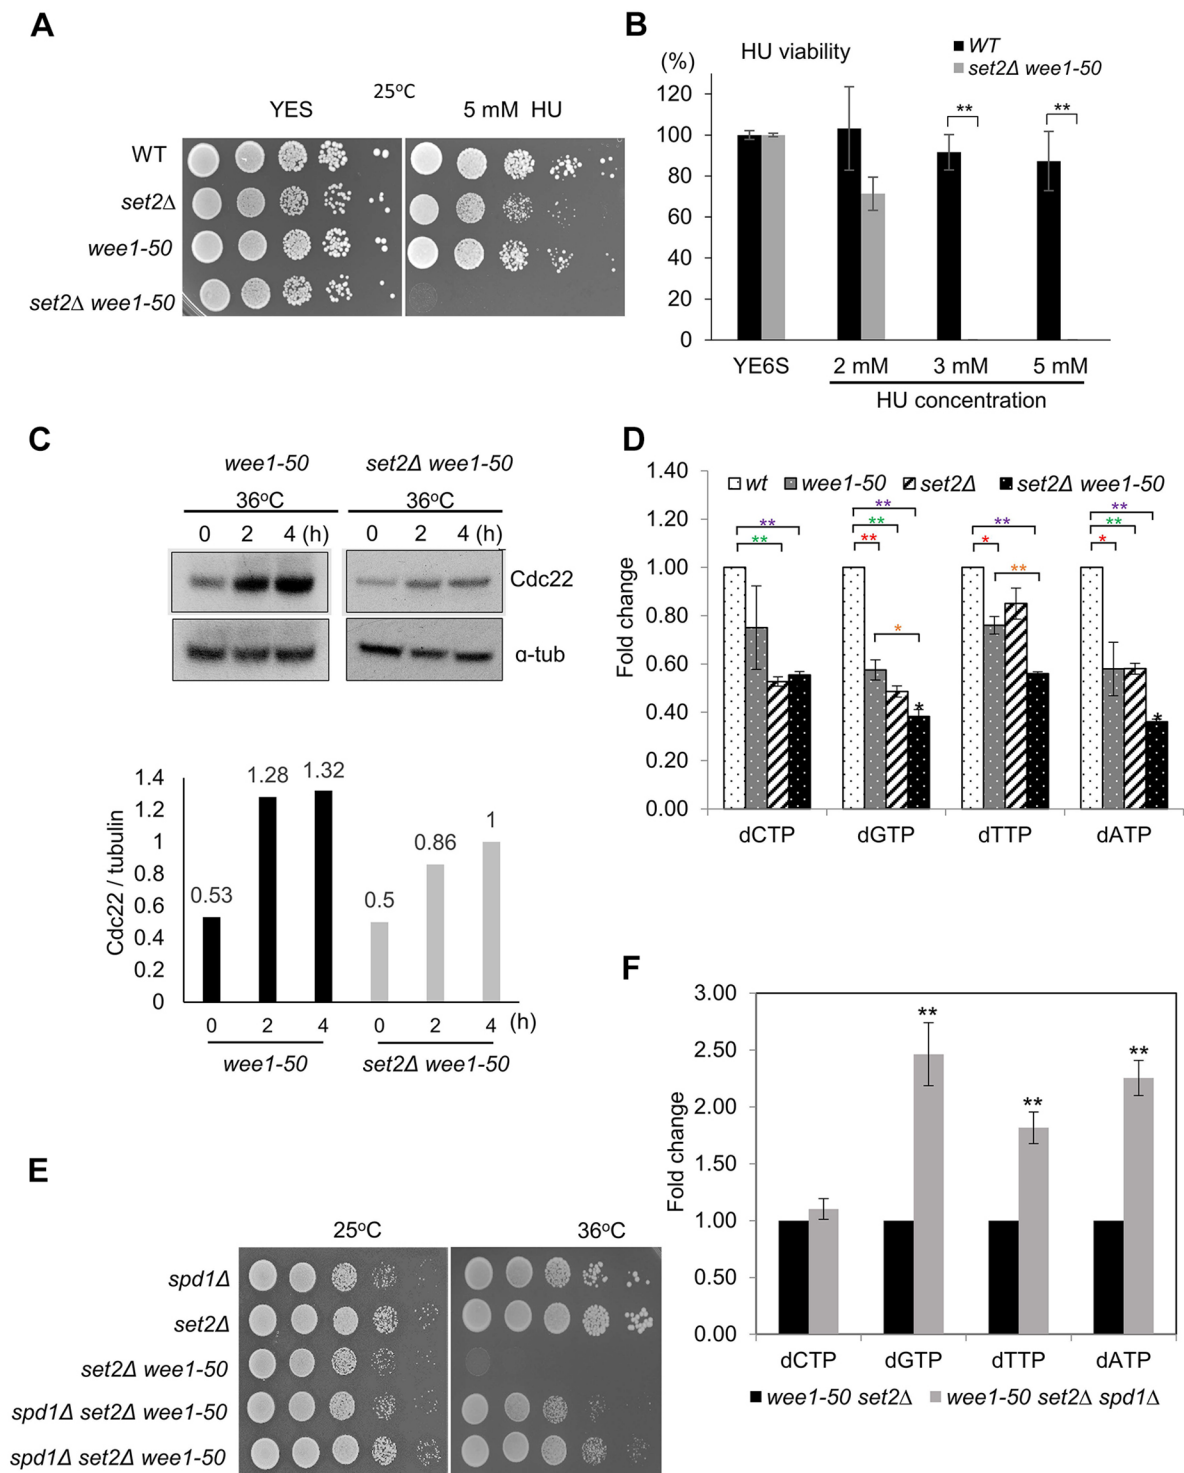 A
25°C
YES
5 mM HU
WT
set2Δ
wee1-50
set2Δ wee1-50
B
HU viability
(%)
WT
set2Δ wee1-50
120
100
80
60
40
20
0
**
**
YE6S
2 mM
3 mM
5 mM
HU concentration
C
wee1-50
set2Δ wee1-50
36°C
36°C
0 2 4 (h)
0 2 4 (h)
Cdc22
α-tub
Cdc22 / tubulin
1.4
1.2
1
0.8
0.6
0.4
0.2
0
0.53
1.28
1.32
0.5
0.86
1
0 2 4 0 2 4 (h)
wee1-50
set2Δ wee1-50
D
Fold change
1.40
1.20
1.00
0.80
0.60
0.40
0.20
0.00
wt wee1-50 set2Δ set2Δ wee1-50
**
**
**
**
**
*
*
**
*
**
**
**
*
*
dCTP dGTP dTTP dATP
E
25°C
36°C
spd1Δ
set2Δ
set2Δ wee1-50
spd1Δ set2Δ wee1-50
spd1Δ set2Δ wee1-50
F
Fold change
3.00
2.50
2.00
1.50
1.00
0.50
0.00
**
**
**
dCTP dGTP dTTP dATP
wee1-50 set2Δ wee1-50 set2Δ spd1Δ